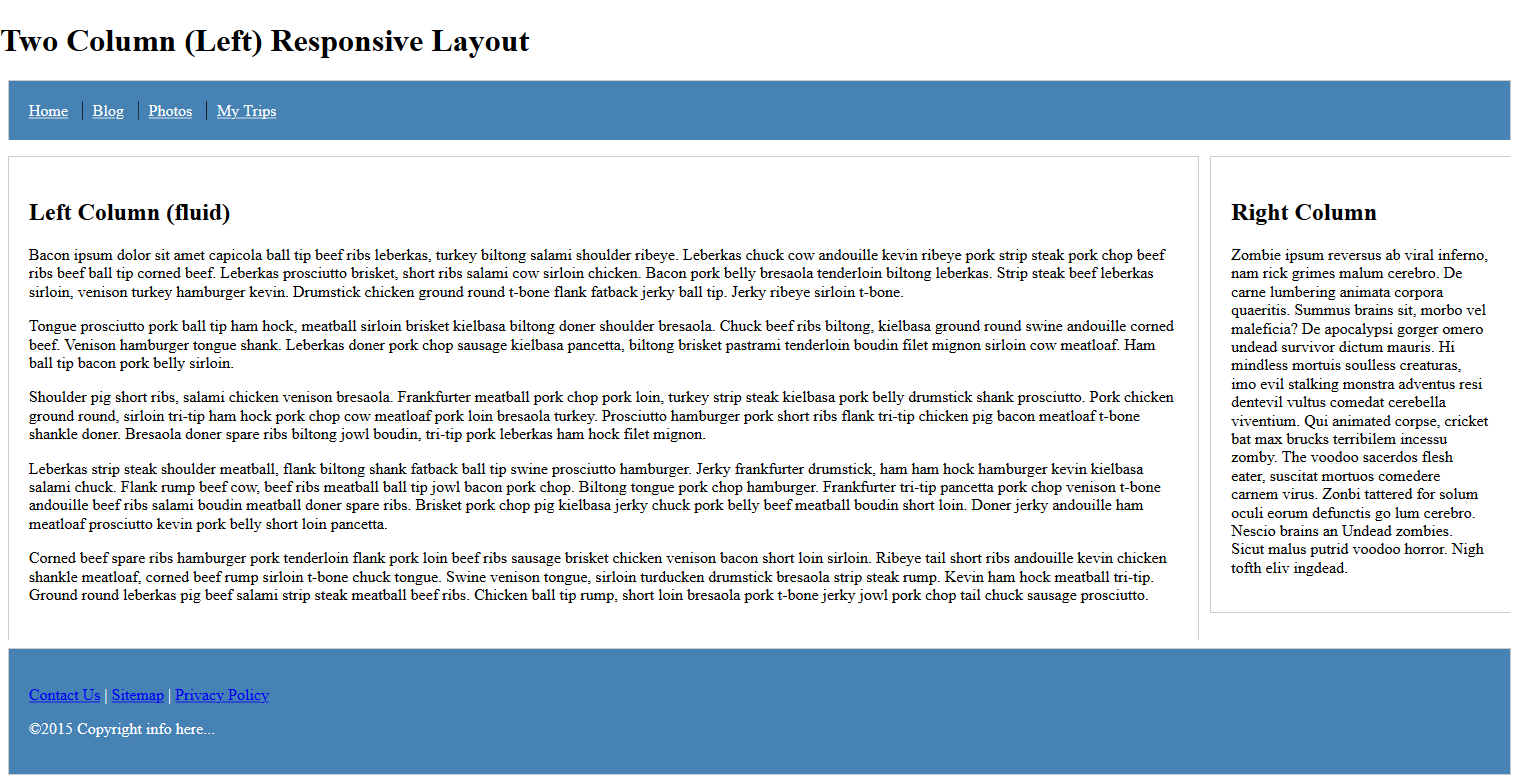 Two Column (Left) Responsive Layout
Home Blog Photos My Trips
Left Column (fluid)
Bacon ipsum dolor sit amet capicola ball tip beef ribs leberkas, turkey biltong salami shoulder ribeye. Leberkas chuck cow andouille kevin ribeye pork strip steak pork chop beef
ribs beef ball tip corned beef. Leberkas prosciutto brisket, short ribs salami cow sirloin chicken. Bacon pork belly bresaola tenderloin biltong leberkas. Strip steak beef leberkas
sirloin, venison turkey hamburger kevin. Drumstick chicken ground round t-bone flank fatback jerky ball tip. Jerky ribeye sirloin t-bone.
Tongue prosciutto pork ball tip ham hock, meatball sirloin brisket kielbasa biltong doner shoulder bresaola. Chuck beef ribs biltong, kielbasa ground round swine andouille corned
beef. Venison hamburger tongue shank. Leberkas doner pork chop sausage kielbasa pancetta, biltong brisket pastrami tenderloin boudin filet mignon sirloin cow meatloaf. Ham
ball tip bacon pork belly sirloin.
Shoulder pig short ribs, salami chicken venison bresaola. Frankfurter meatball pork chop pork loin, turkey strip steak kielbasa pork belly drumstick shank prosciutto. Pork chicken
ground round, sirloin tri-tip ham hock pork chop cow meatloaf pork loin bresaola turkey. Prosciutto hamburger pork short ribs flank tri-tip chicken pig bacon meatloaf t-bone
shankle doner. Bresaola doner spare ribs biltong jowl boudin, tri-tip pork leberkas ham hock filet mignon.
Leberkas strip steak shoulder meatball, flank biltong shank fatback ball tip swine prosciutto hamburger. Jerky frankfurter drumstick, ham ham hock hamburger kevin kielbasa
salami chuck. Flank rump beef cow, beef ribs meatball ball tip jowl bacon pork chop. Biltong tongue pork chop hamburger. Frankfurter tri-tip pancetta pork chop venison t-bone
andouille beef ribs salami boudin meatball doner spare ribs. Brisket pork chop pig kielbasa jerky chuck pork belly beef meatball boudin short loin. Doner jerky andouille ham
meatloaf prosciutto kevin pork belly short loin pancetta.
Corned beef spare ribs hamburger pork tenderloin flank pork loin beef ribs sausage brisket chicken venison bacon short loin sirloin. Ribeye tail short ribs andouille kevin chicken
shankle meatloaf, corned beef rump sirloin t-bone chuck tongue. Swine venison tongue, sirloin turducken drumstick bresaola strip steak rump. Kevin ham hock meatball tri-tip.
Ground round leberkas pig beef salami strip steak meatball beef ribs. Chicken ball tip rump, short loin bresaola pork t-bone jerky jowl pork chop tail chuck sausage prosciutto.
Right Column
Zombie ipsum reversus ab viral inferno,
nam rick grimes malum cerebro. De
carne lumbering animata corpora
quaeritis. Summus brains sit, morbo vel
maleficia? De apocalypsi gorger omero
undead survivor dictum mauris. Hi
mindless mortuis soulless creaturas,
imo evil stalking monstra adventus resi
dentevil vultus comedat cerebella
viventium. Qui animated corpse, cricket
bat max brucks terribilem incessu
zomby. The voodoo sacerdos flesh
eater, suscitat mortuos comedere
carnem virus. Zonbi tattered for solum
oculi eorum defunctis go lum cerebro.
Nescio brains an Undead zombies.
Sicut malus putrid voodoo horror. Nigh
tofth eliv ingdead.
Contact Us | Sitemap | Privacy Policy
©2015 Copyright info here...